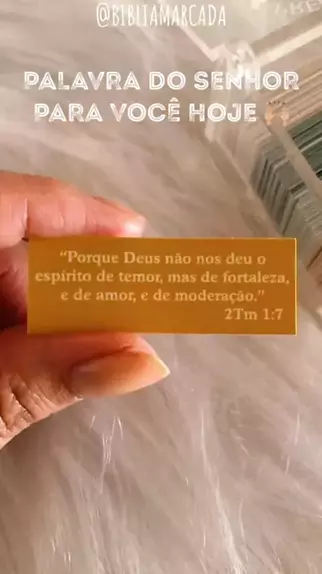 @BIBLIAMARCADA
PALAVRA DO SENHOR
PARA VOCÊ HOJE 🙌🏻
“Porque Deus não nos deu o
espírito de temor, mas de fortaleza,
e de amor, e de moderação.”
2Tm 1:7